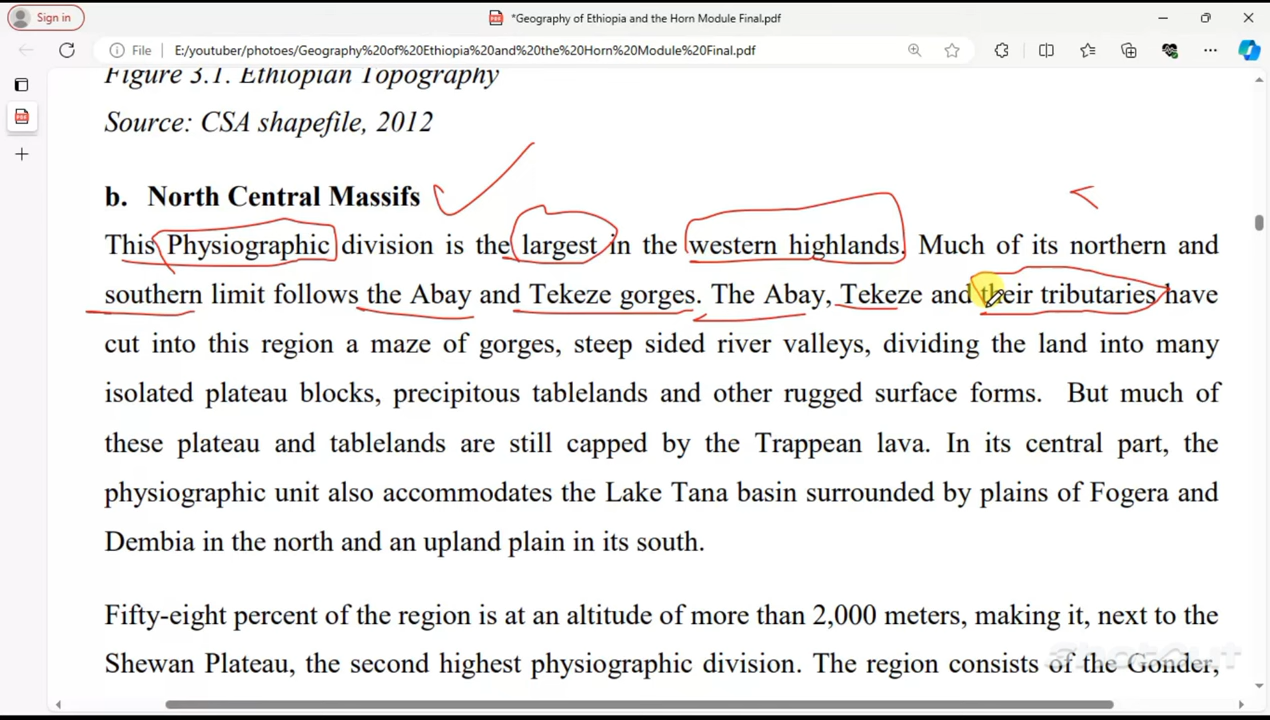 Sign in
*Geography of Ethiopia and the Horn Module Final.pdf
File E:/youtuber/photoes/Geography%20of%20Ethiopia%20and%20the%20Horn%20Module%20Final.pdf
Figure 3.1. Ethiopian Topography
Source: CSA shapefile, 2012
b. North Central Massifs
This Physiographic division is the largest in the western highlands. Much of its northern and
southern limit follows the Abay and Tekeze gorges. The Abay, Tekeze and their tributaries have
cut into this region a maze of gorges, steep sided river valleys, dividing the land into many
isolated plateau blocks, precipitous tablelands and other rugged surface forms. But much of
these plateau and tablelands are still capped by the Trappean lava. In its central part, the
physiographic unit also accommodates the Lake Tana basin surrounded by plains of Fogera and
Dembia in the north and an upland plain in its south.
Fifty-eight percent of the region is at an altitude of more than 2,000 meters, making it, next to the
Shewan Plateau, the second highest physiographic division. The region consists of the Gonder,